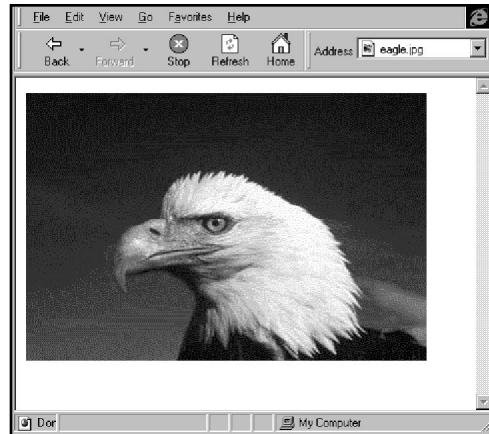 File Edit View Go Favorites Help
Back Forward Stop Refresh Home Address eagle.jpg
Dor My Computer